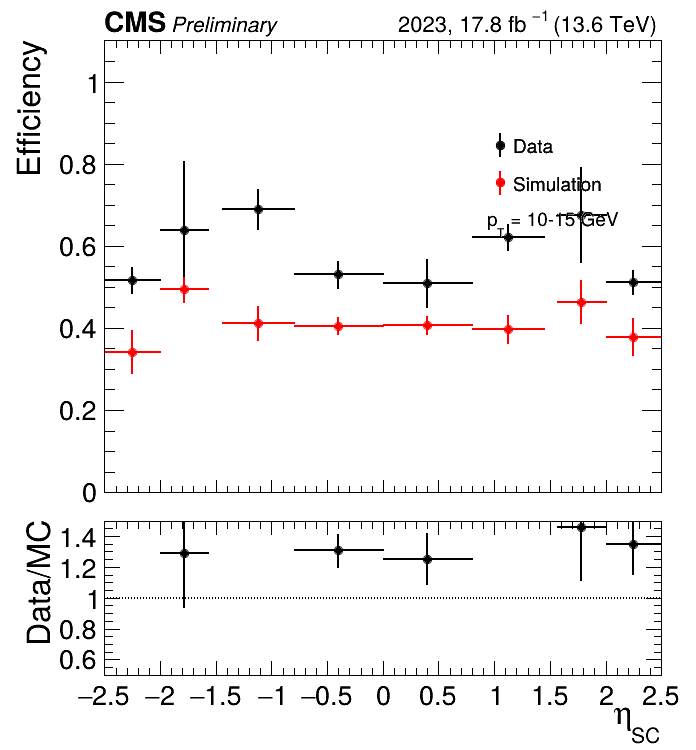 CMS Preliminary 2023, 17.8 fb⁻¹ (13.6 TeV)
Efficiency
1
0.8
0.6
0.4
0.2
0
Data
Simulation
p_T = 10-15 GeV
Data/MC
1.4
1.2
1
0.8
0.6
−2.5 −2 −1.5 −1 −0.5 0 0.5 1 1.5 2 2.5
η_SC